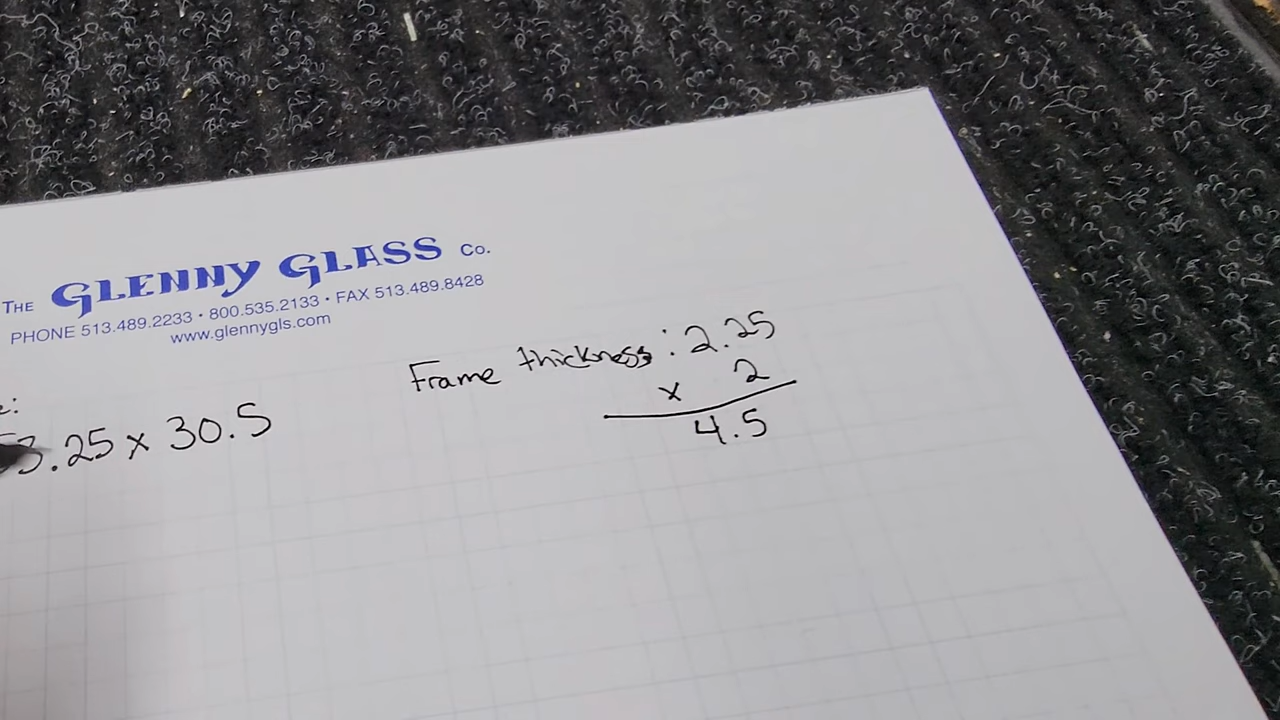 THE GLENNY GLASS Co.
PHONE 513.489.2233 • 800.535.2133 • FAX 513.489.8428
www.glennygls.com
Frame thickness: 2.25
x 2
4.5
3.25 x 30.5